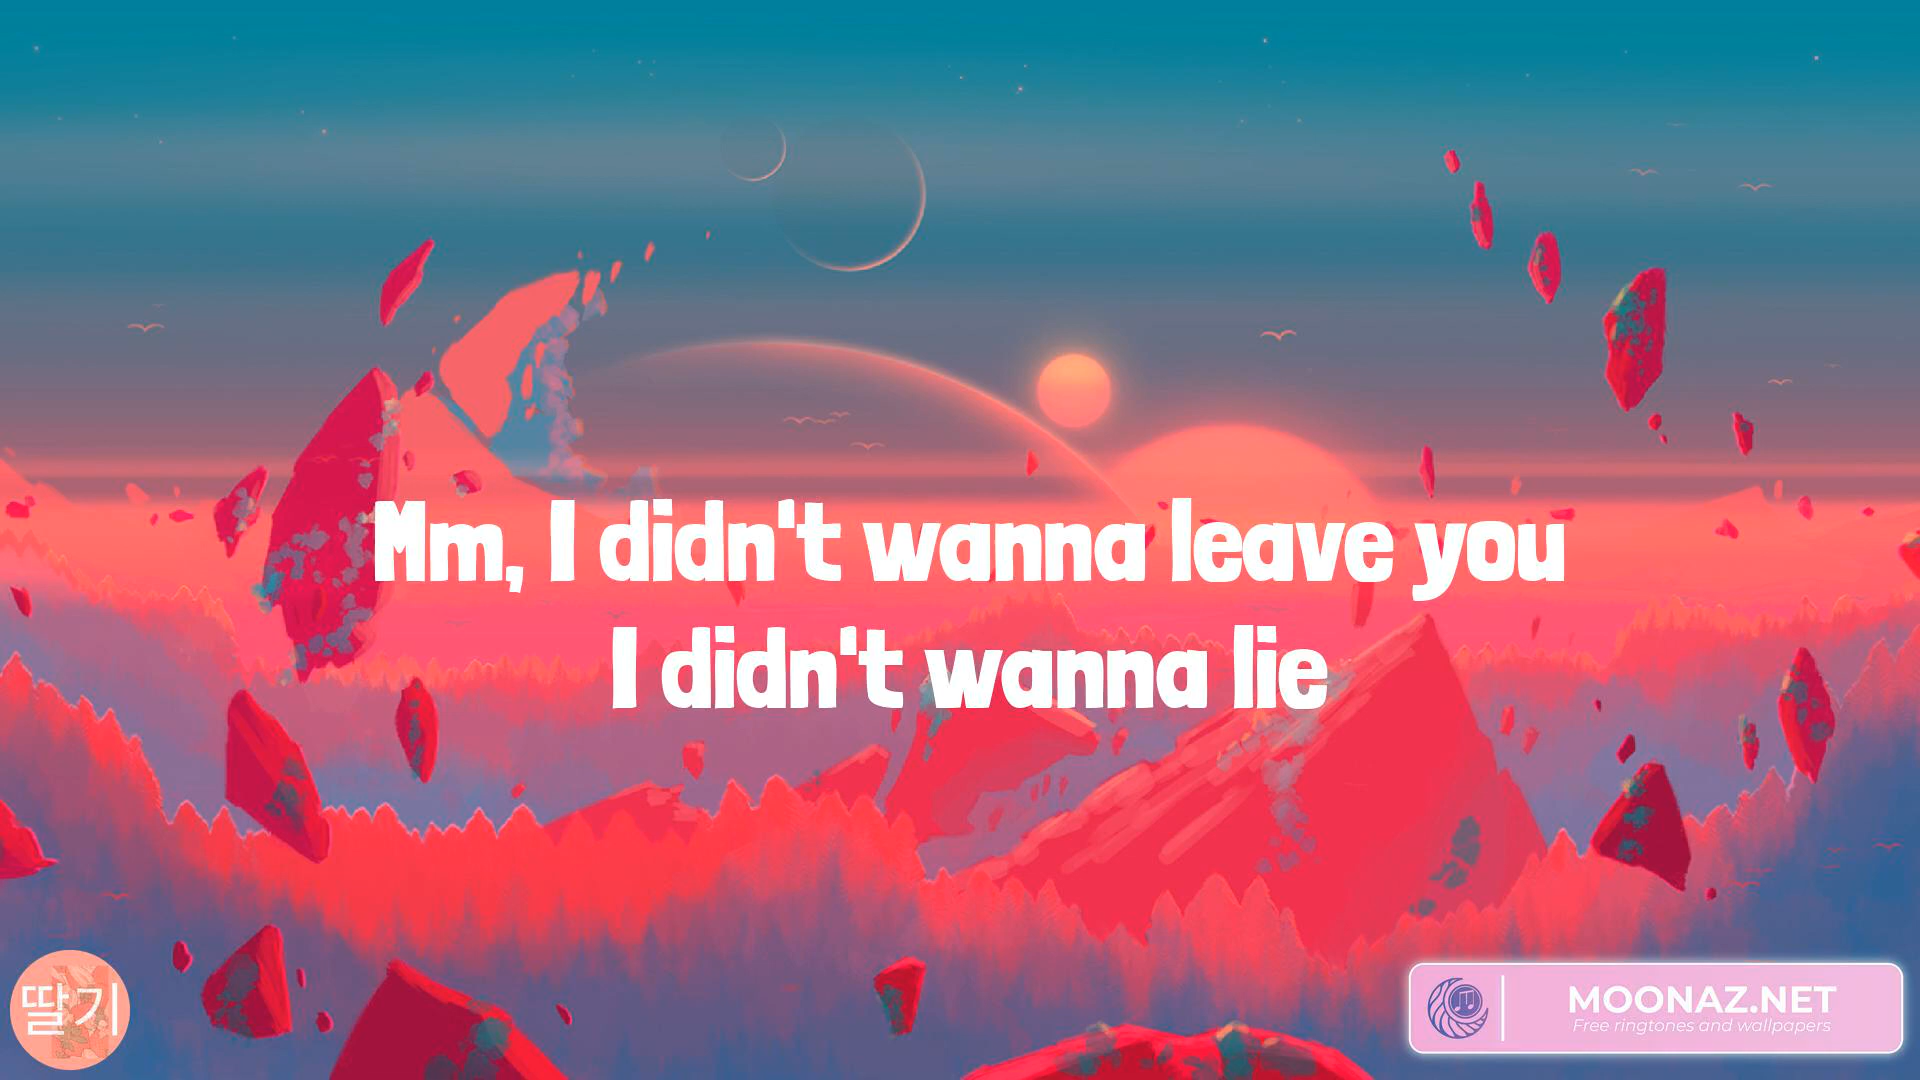 Mm, I didn't wanna leave you
I didn't wanna lie
딸기
MOONAZ.NET
Free ringtones and wallpapers